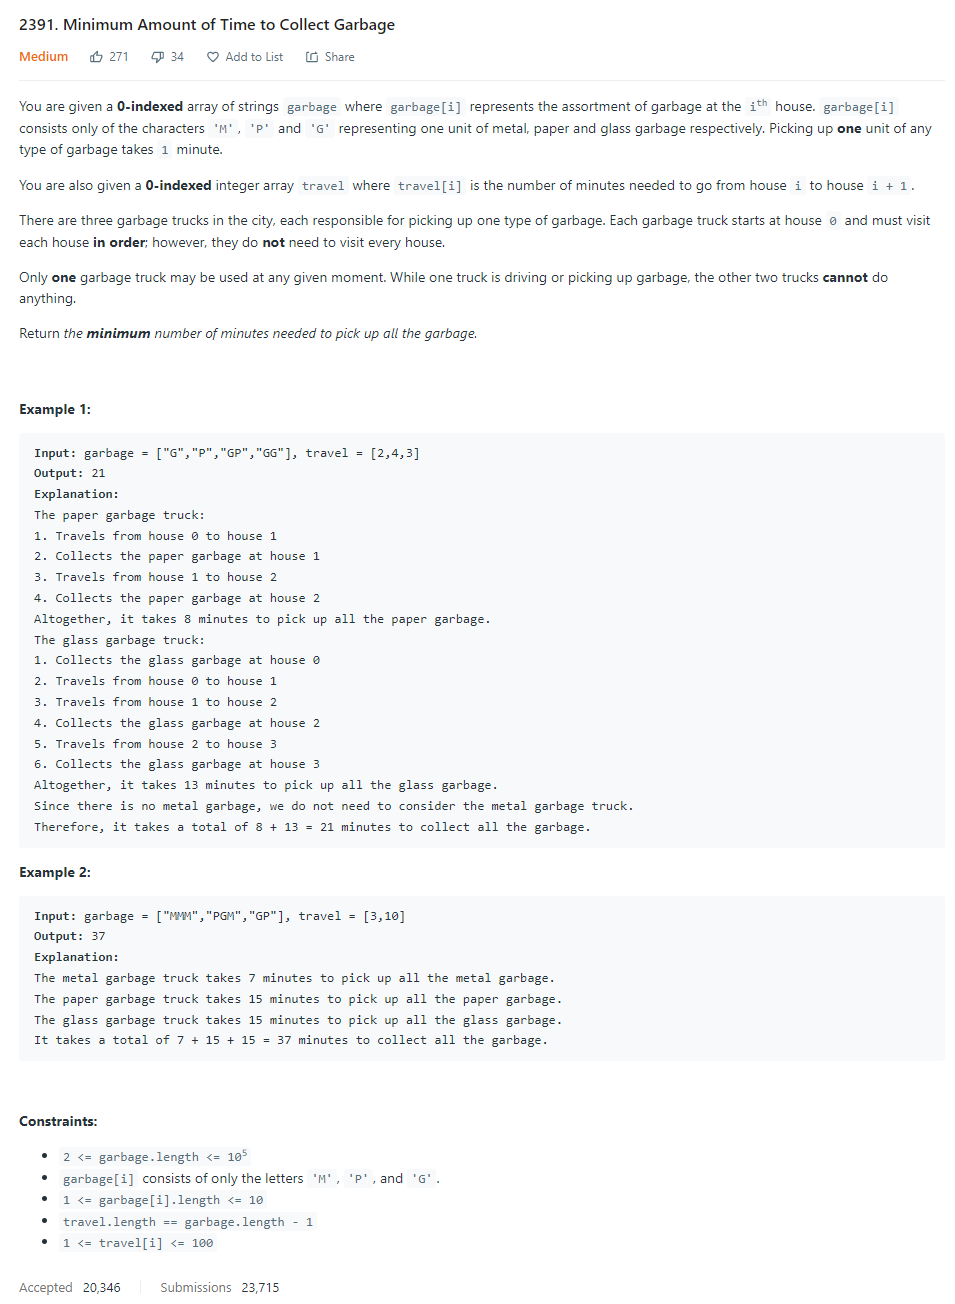 2391. Minimum Amount of Time to Collect Garbage
Medium 271 34 Add to List Share
You are given a 0-indexed array of strings garbage where garbage[i] represents the assortment of garbage at the ith house. garbage[i]
consists only of the characters 'M', 'P' and 'G' representing one unit of metal, paper and glass garbage respectively. Picking up one unit of any
type of garbage takes 1 minute.
You are also given a 0-indexed integer array travel where travel[i] is the number of minutes needed to go from house i to house i + 1.
There are three garbage trucks in the city, each responsible for picking up one type of garbage. Each garbage truck starts at house 0 and must visit
each house in order; however, they do not need to visit every house.
Only one garbage truck may be used at any given moment. While one truck is driving or picking up garbage, the other two trucks cannot do
anything.
Return the minimum number of minutes needed to pick up all the garbage.
Example 1:
Input: garbage = ["G","P","GP","GG"], travel = [2,4,3]
Output: 21
Explanation:
The paper garbage truck:
1. Travels from house 0 to house 1
2. Collects the paper garbage at house 1
3. Travels from house 1 to house 2
4. Collects the paper garbage at house 2
Altogether, it takes 8 minutes to pick up all the paper garbage.
The glass garbage truck:
1. Collects the glass garbage at house 0
2. Travels from house 0 to house 1
3. Travels from house 1 to house 2
4. Collects the glass garbage at house 2
5. Travels from house 2 to house 3
6. Collects the glass garbage at house 3
Altogether, it takes 13 minutes to pick up all the glass garbage.
Since there is no metal garbage, we do not need to consider the metal garbage truck.
Therefore, it takes a total of 8 + 13 = 21 minutes to collect all the garbage.
Example 2:
Input: garbage = ["MMM","PGM","GP"], travel = [3,10]
Output: 37
Explanation:
The metal garbage truck takes 7 minutes to pick up all the metal garbage.
The paper garbage truck takes 15 minutes to pick up all the paper garbage.
The glass garbage truck takes 15 minutes to pick up all the glass garbage.
It takes a total of 7 + 15 + 15 = 37 minutes to collect all the garbage.
Constraints:
• 2 <= garbage.length <= 10⁵
• garbage[i] consists of only the letters 'M', 'P', and 'G'.
• 1 <= garbage[i].length <= 10
• travel.length == garbage.length - 1
• 1 <= travel[i] <= 100
Accepted 20,346 Submissions 23,715